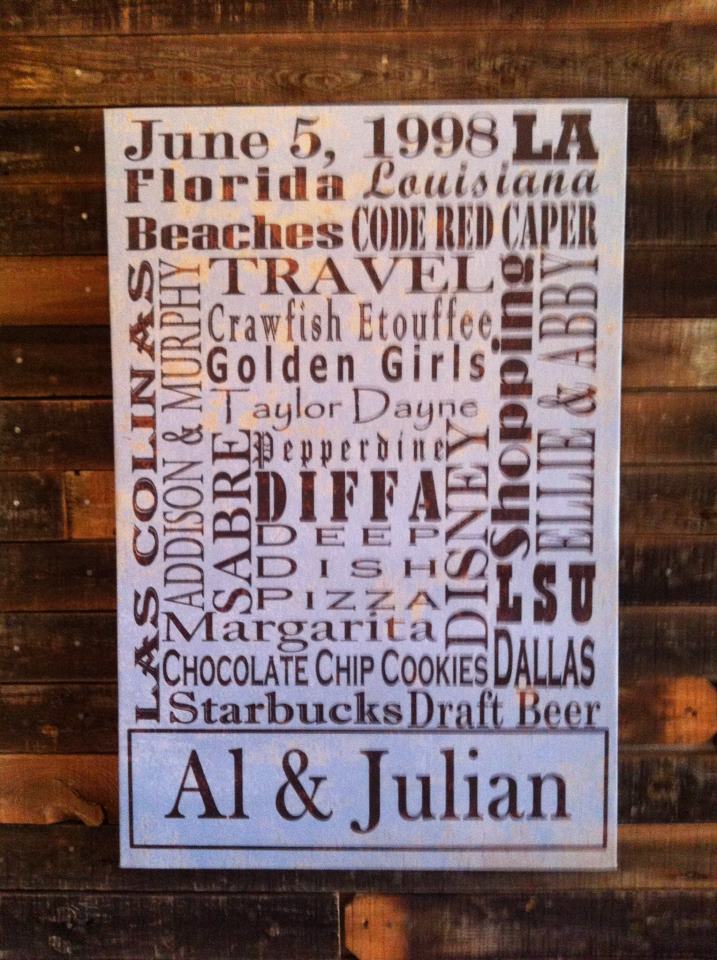 June 5, 1998 LA
Florida Louisiana
Beaches CODE RED CAPER
LAS COLINAS
ADDISON & MURPHY
TRAVEL
Crawfish Etouffee
Golden Girls
Taylor Dayne
SABRE
Pepperdine
DIFFA
DEEP
DISH
PIZZA
DISNEY
Shopping
ELLIE & ABBY
LSU
Margarita
CHOCOLATE CHIP COOKIES DALLAS
Starbucks Draft Beer
Al & Julian